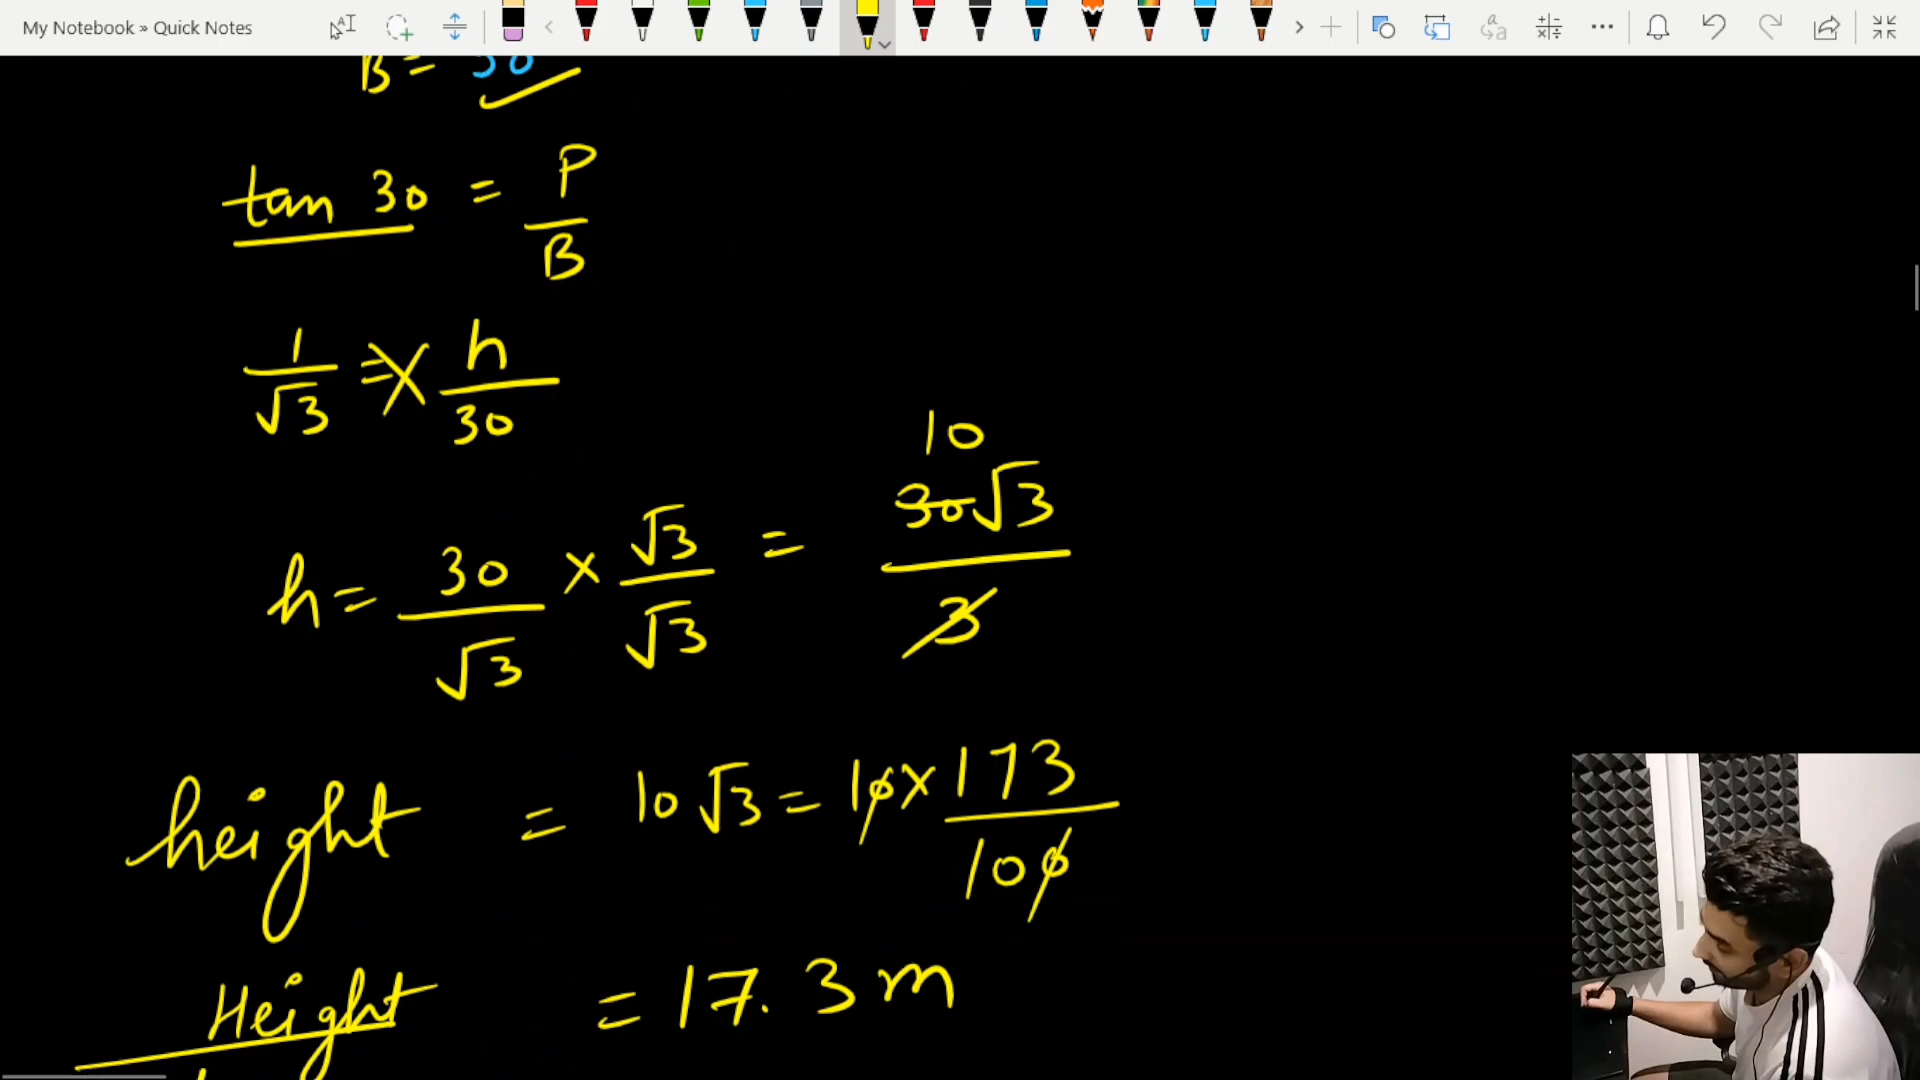 My Notebook » Quick Notes
B = 30
tan 30 = P/B
1/√3 = h/30
h = 30/√3 × √3/√3 = 30√3/3
10
height = 10√3 = 10 × 173/100
Height = 17.3 m